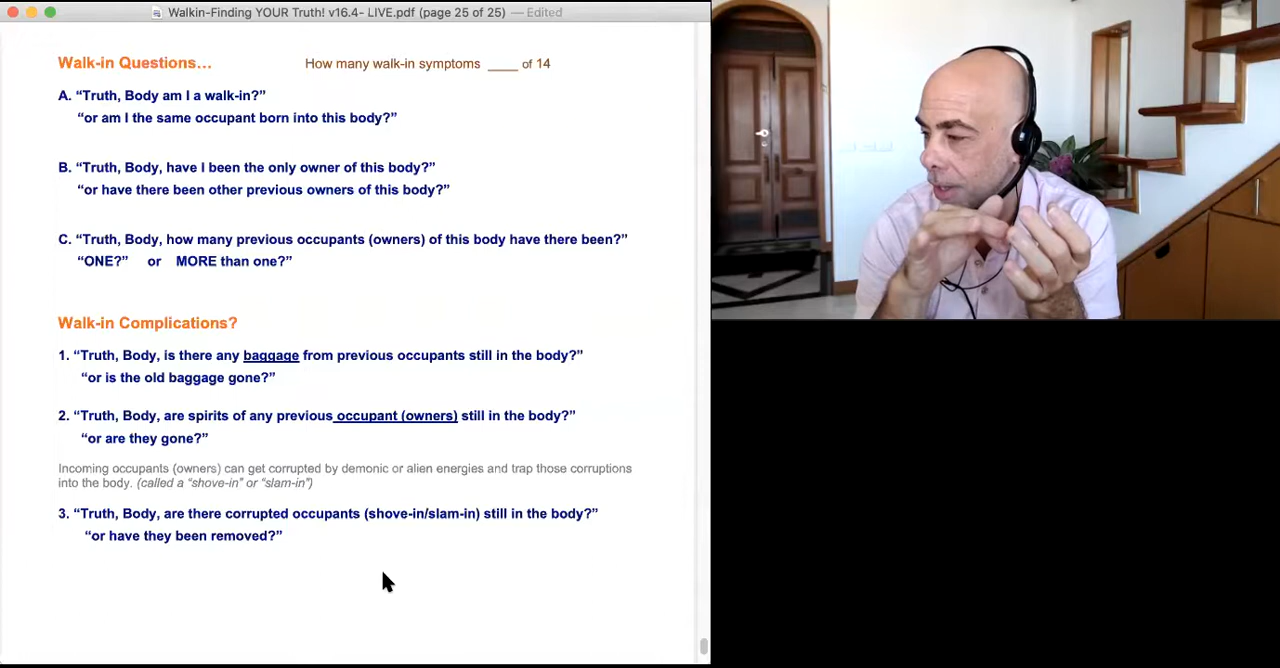 Walkin-Finding YOUR Truth! v16.4- LIVE.pdf (page 25 of 25) — Edited
Walk-in Questions… How many walk-in symptoms ____ of 14
A. “Truth, Body am I a walk-in?”
“or am I the same occupant born into this body?”
B. “Truth, Body, have I been the only owner of this body?”
“or have there been other previous owners of this body?”
C. “Truth, Body, how many previous occupants (owners) of this body have there been?”
“ONE?” or MORE than one?”
Walk-in Complications?
1. “Truth, Body, is there any baggage from previous occupants still in the body?”
“or is the old baggage gone?”
2. “Truth, Body, are spirits of any previous occupant (owners) still in the body?”
“or are they gone?”
Incoming occupants (owners) can get corrupted by demonic or alien energies and trap those corruptions
into the body. (called a “shove-in” or “slam-in”)
3. “Truth, Body, are there corrupted occupants (shove-in/slam-in) still in the body?”
“or have they been removed?”